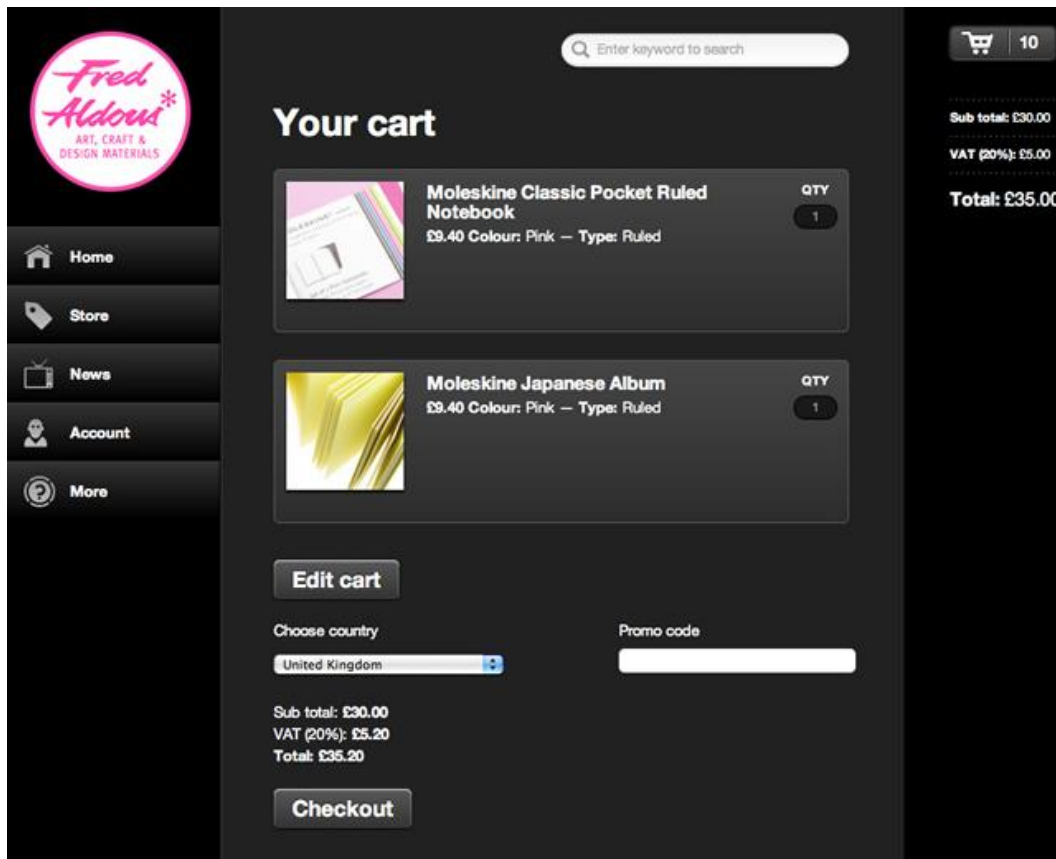 Fred
Aldous*
ART, CRAFT &
DESIGN MATERIALS
Home
Store
News
Account
More
Enter keyword to search
Your cart
Moleskine Classic Pocket Ruled
Notebook
£9.40 Colour: Pink — Type: Ruled
QTY
1
Moleskine Japanese Album
£9.40 Colour: Pink — Type: Ruled
QTY
1
Edit cart
Choose country
United Kingdom
Promo code
Sub total: £30.00
VAT (20%): £5.20
Total: £35.20
Checkout
10
Sub total: £30.00
VAT (20%): £5.00
Total: £35.00